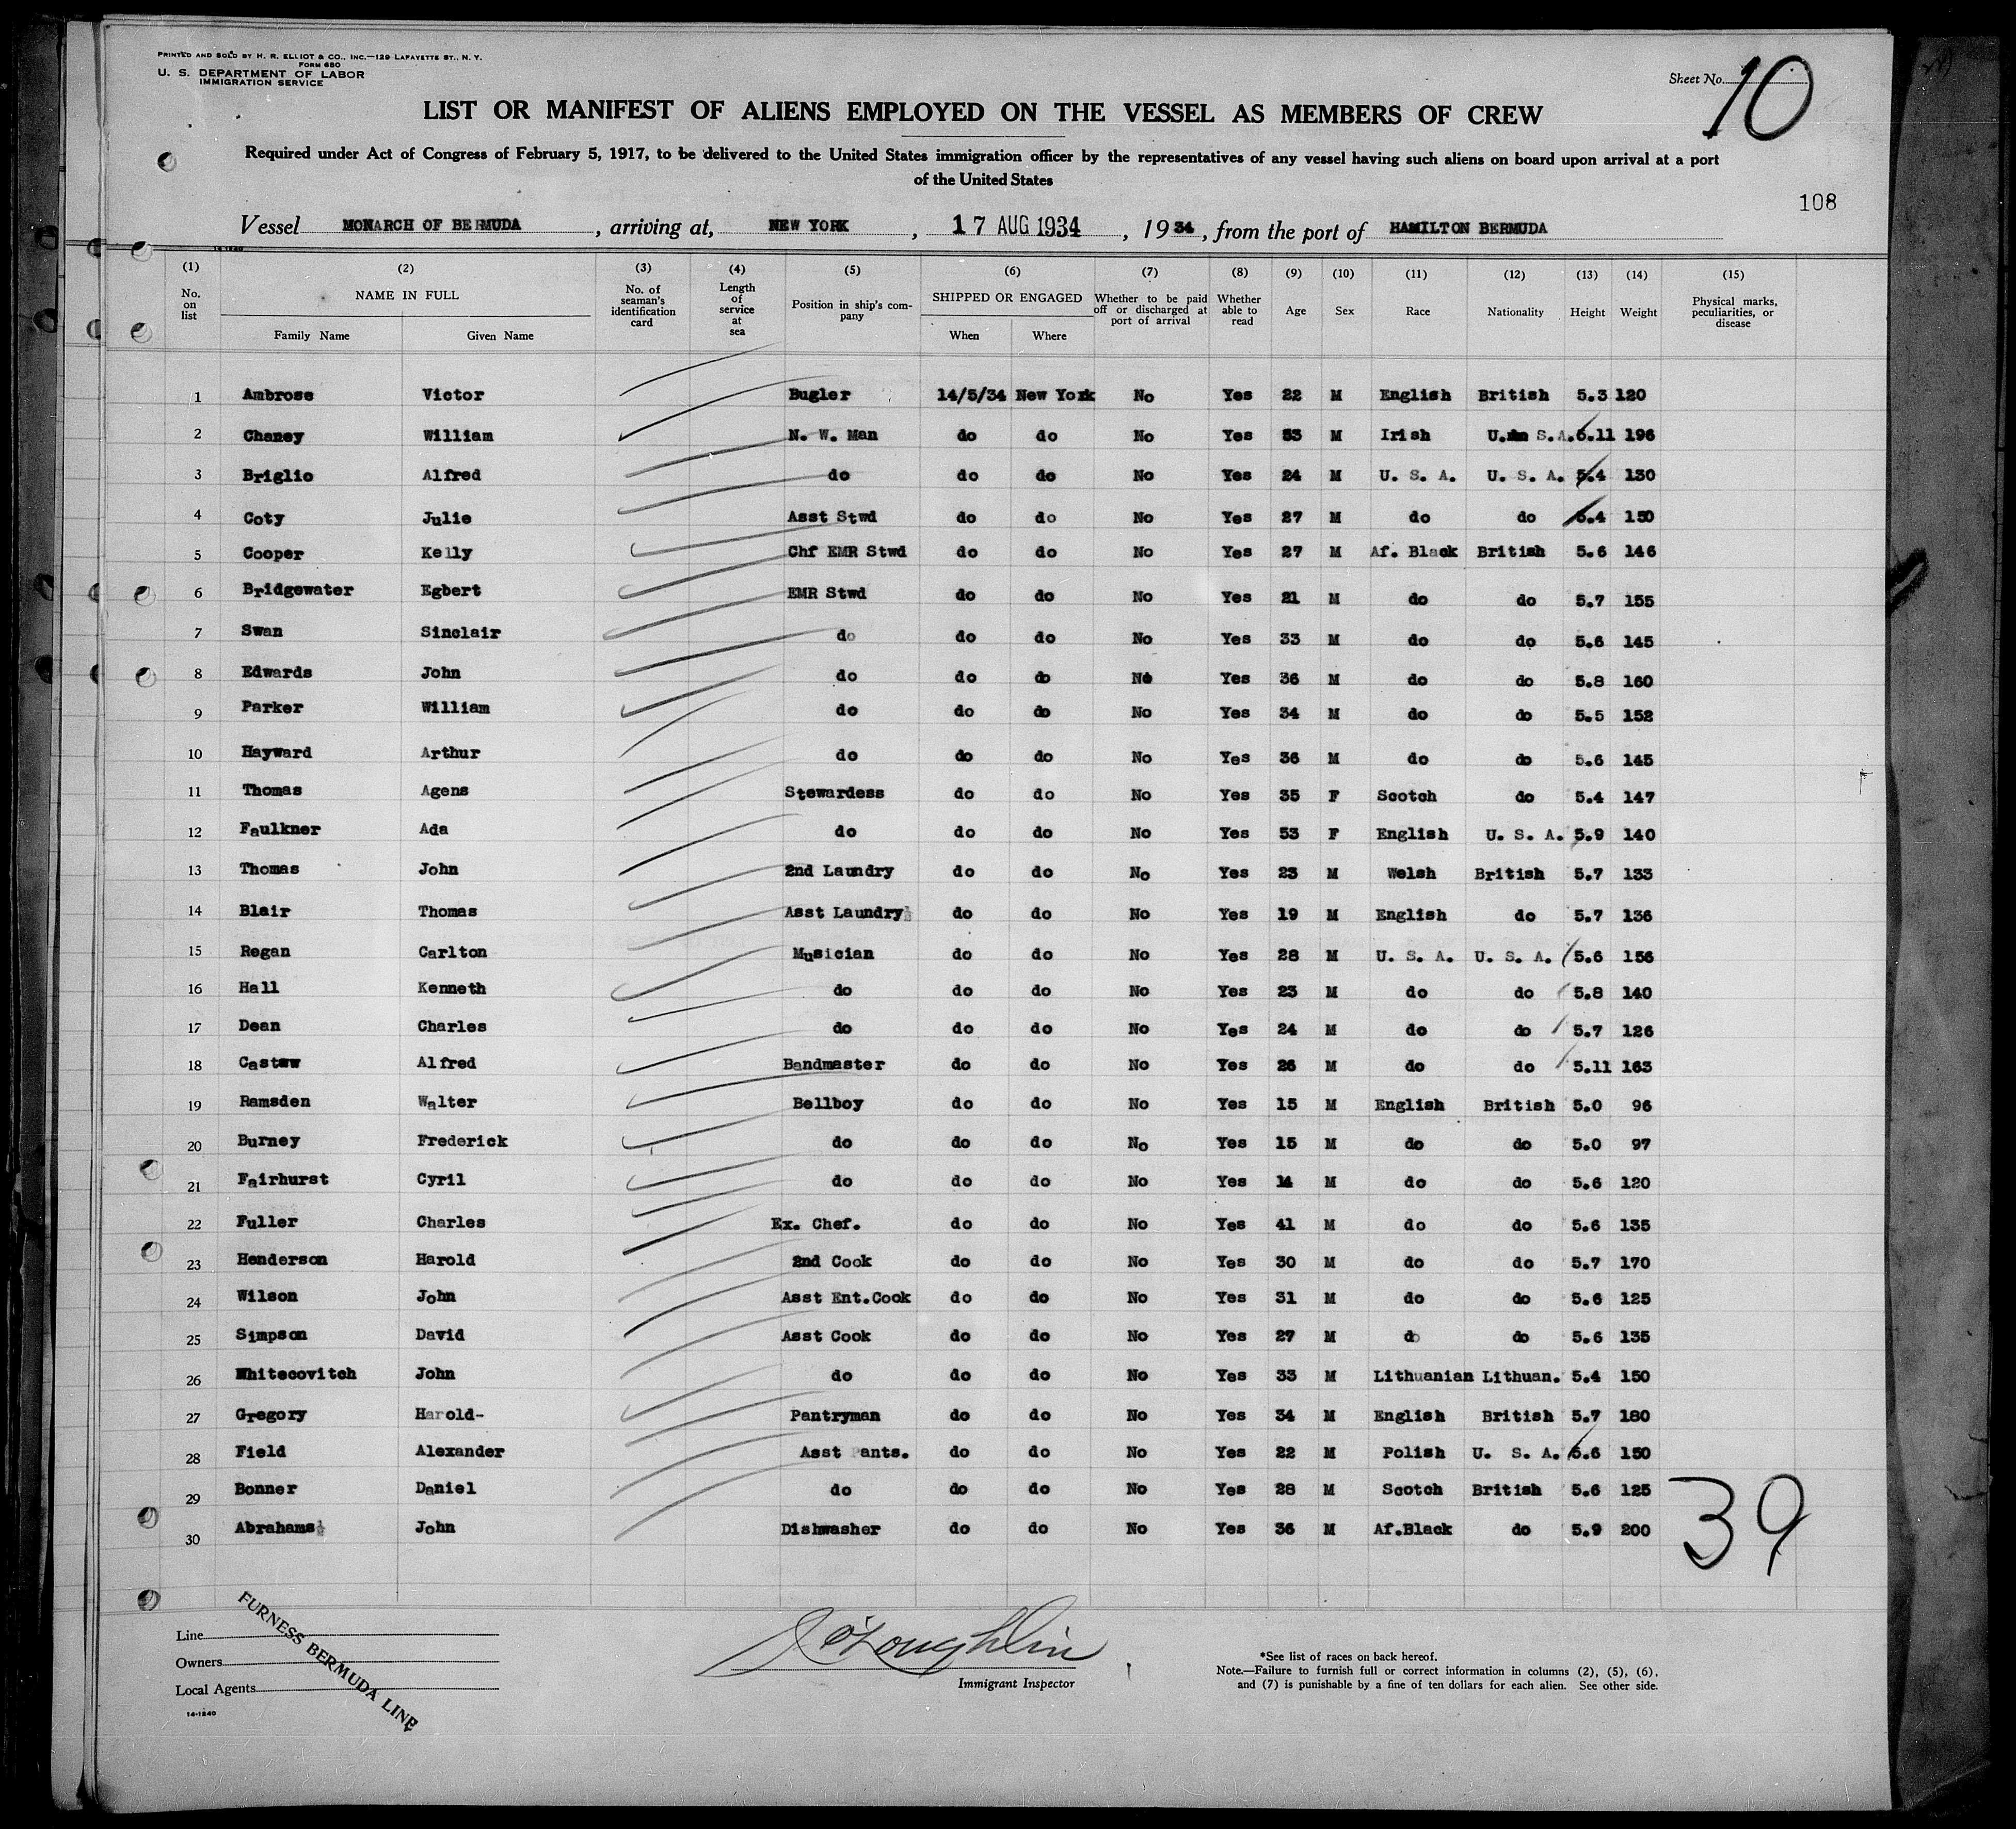 PRINTED AND SOLD BY H. R. ELLIOT & CO., INC.—129 LAFAYETTE ST., N. Y.
FORM 680
U. S. DEPARTMENT OF LABOR
IMMIGRATION SERVICE
Sheet No. 10
LIST OR MANIFEST OF ALIENS EMPLOYED ON THE VESSEL AS MEMBERS OF CREW
Required under Act of Congress of February 5, 1917, to be delivered to the United States immigration officer by the representatives of any vessel having such aliens on board upon arrival at a port
of the United States
108
Vessel MONARCH OF BERMUDA, arriving at, NEW YORK, 17 AUG 1934, 1934, from the port of HAMILTON BERMUDA
14-1240
(1) (2) (3) (4) (5) (6) (7) (8) (9) (10) (11) (12) (13) (14) (15)
No. on list NAME IN FULL Family Name Given Name No. of seaman's identification card Length of service at sea Position in ship's company SHIPPED OR ENGAGED When Where Whether to be paid off or discharged at port of arrival Whether able to read Age Sex Race Nationality Height Weight Physical marks, peculiarities, or disease
1 Ambrose Victor Bugler 14/5/34 New York No Yes 22 M English British 5.3 120
2 Chaney William N. W. Man do do No Yes 53 M Irish U. S.A. 5.11 196
3 Briglio Alfred do do do No Yes 24 M U. S. A. U. S. A. 5.4 130
4 Coty Julie Asst Stwd do do No Yes 27 M do do 5.4 150
5 Cooper Kelly Chf EMR Stwd do do No Yes 27 M Af. Black British 5.6 146
6 Bridgewater Egbert EMR Stwd do do No Yes 21 M do do 5.7 155
7 Swan Sinclair do do do No Yes 33 M do do 5.6 145
8 Edwards John do do do No Yes 36 M do do 5.8 160
9 Parker William do do do No Yes 34 M do do 5.5 152
10 Hayward Arthur do do do No Yes 36 M do do 5.6 145
11 Thomas Agens Stewardess do do No Yes 35 F Scotch do 5.4 147
12 Faulkner Ada do do do No Yes 53 F English U. S. A. 5.9 140
13 Thomas John 2nd Laundry do do No Yes 23 M Welsh British 5.7 133
14 Blair Thomas Asst Laundry do do No Yes 19 M English do 5.7 136
15 Regan Carlton Musician do do No Yes 28 M U. S. A. U. S. A. 5.6 156
16 Hall Kenneth do do do No Yes 23 M do do 5.8 140
17 Dean Charles do do do No Yes 24 M do do 5.7 126
18 Castew Alfred Bandmaster do do No Yes 26 M do do 5.11 163
19 Ramsden Walter Bellboy do do No Yes 15 M English British 5.0 96
20 Burney Frederick do do do No Yes 15 M do do 5.0 97
21 Fairhurst Cyril do do do No Yes 14 M do do 5.6 120
22 Fuller Charles Ex. Chef. do do No Yes 41 M do do 5.6 135
23 Henderson Harold 2nd Cook do do No Yes 30 M do do 5.7 170
24 Wilson John Asst Ent.Cook do do No Yes 31 M do do 5.6 125
25 Simpson David Asst Cook do do No Yes 27 M do do 5.6 135
26 Whitecovitch John do do do No Yes 33 M Lithuanian Lithuan. 5.4 150
27 Gregory Harold- Pantryman do do No Yes 34 M English British 5.7 180
28 Field Alexander Asst Pants. do do No Yes 22 M Polish U. S. A. 5.6 150
29 Bonner Daniel do do do No Yes 28 M Scotch British 5.6 125
30 Abrahams John Dishwasher do do No Yes 36 M Af.Black do 5.9 200
39
Line
Owners
Local Agents
FURNESS BERMUDA LINE
14-1240
O'Loughlin
Immigrant Inspector
*See list of races on back hereof.
Note.—Failure to furnish full or correct information in columns (2), (5), (6),
and (7) is punishable by a fine of ten dollars for each alien. See other side.